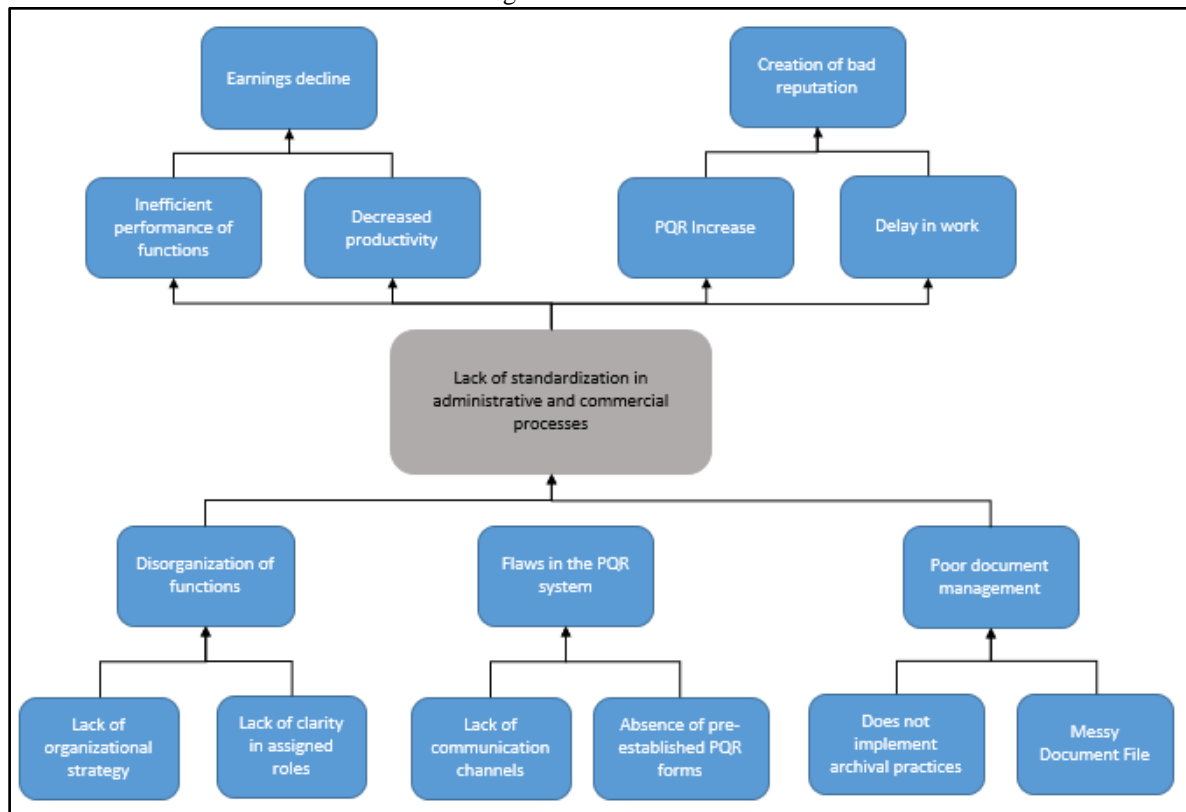 Earnings decline
Creation of bad
reputation
Inefficient
performance of
functions
Decreased
productivity
PQR Increase
Delay in work
Lack of standardization in
administrative and commercial
processes
Disorganization of
functions
Flaws in the PQR
system
Poor document
management
Lack of
organizational
strategy
Lack of clarity
in assigned
roles
Lack of
communication
channels
Absence of pre-
established PQR
forms
Does not
implement
archival practices
Messy
Document File